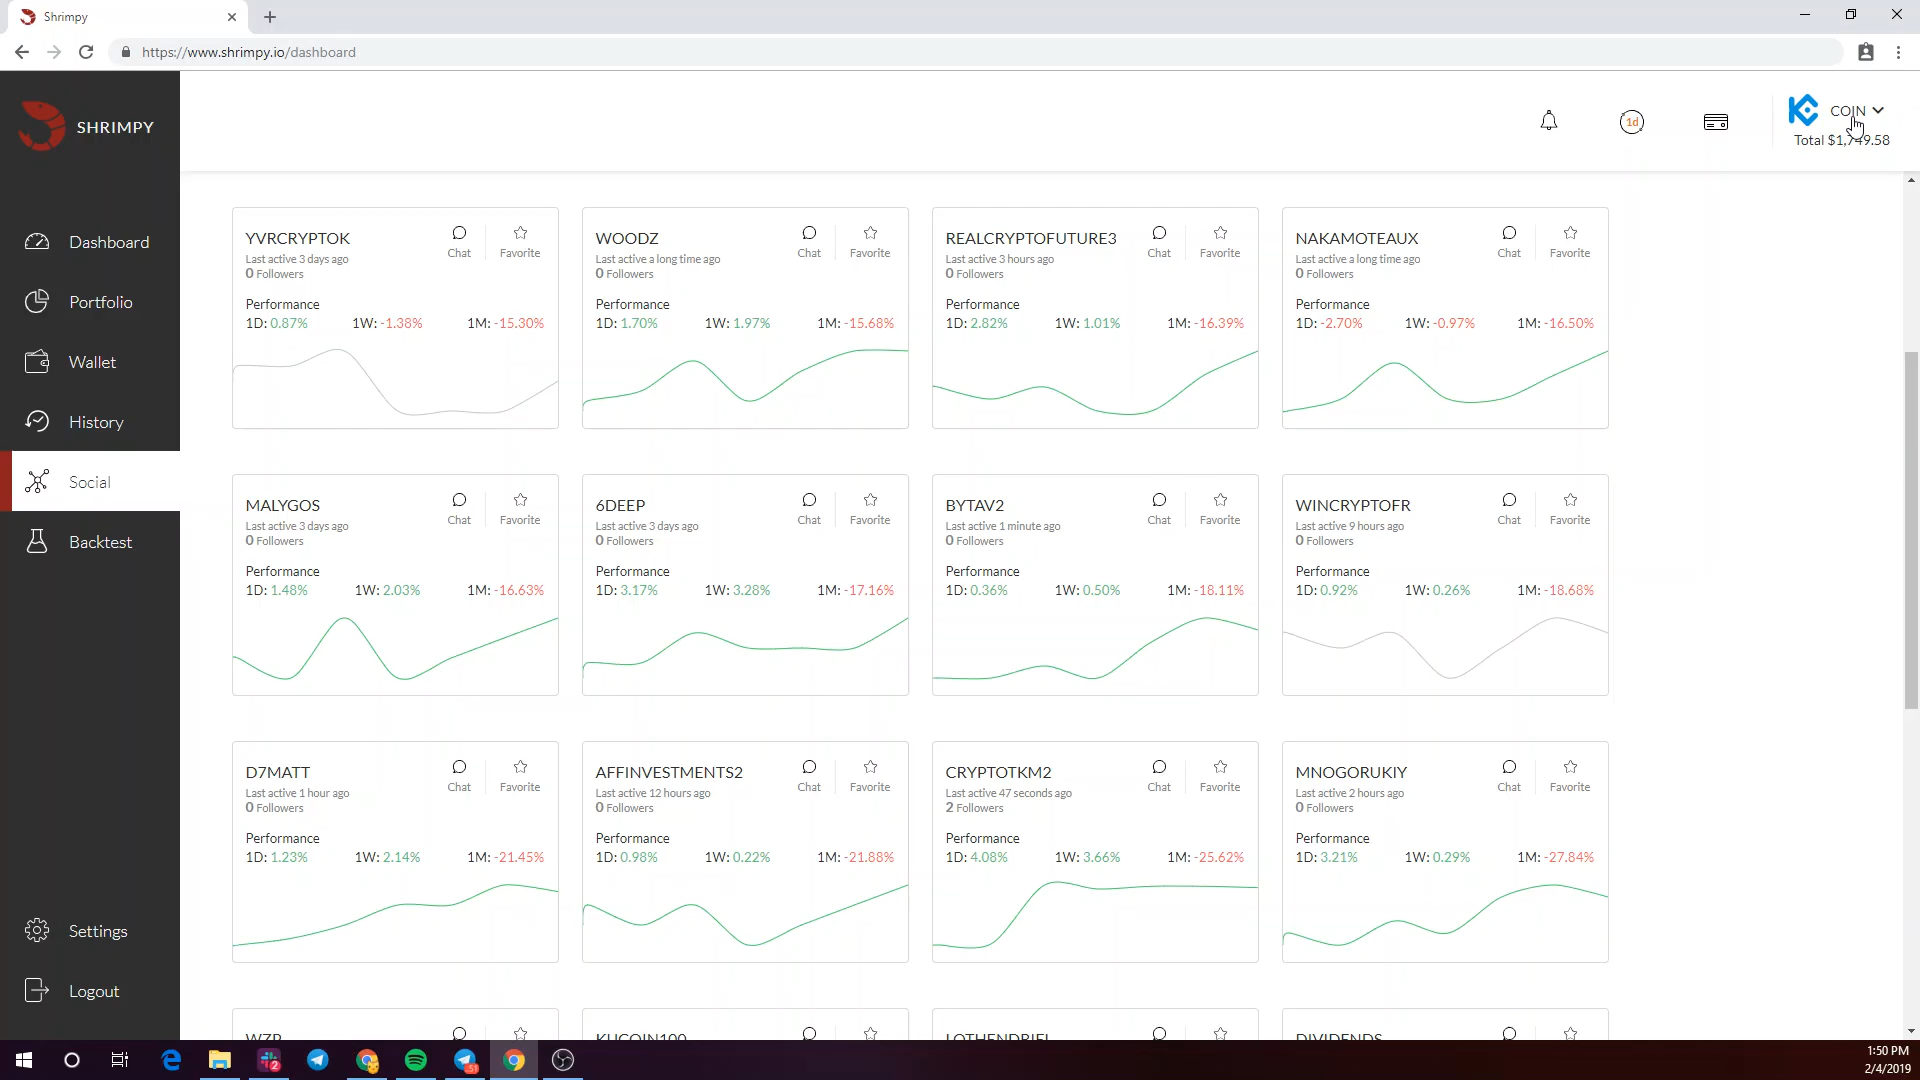 Shrimpy
https://www.shrimpy.io/dashboard
SHRIMPY
1d
COIN
Total $1,749.58
Dashboard
Portfolio
Wallet
History
Social
Backtest
Settings
Logout
YVRCRYPTOK Chat Favorite
Last active 3 days ago
0 Followers
Performance
1D: 0.87% 1W: -1.38% 1M: -15.30%
WOODZ Chat Favorite
Last active a long time ago
0 Followers
Performance
1D: 1.70% 1W: 1.97% 1M: -15.68%
REALCRYPTOFUTURE3 Chat Favorite
Last active 3 hours ago
0 Followers
Performance
1D: 2.82% 1W: 1.01% 1M: -16.39%
NAKAMOTEAUX Chat Favorite
Last active a long time ago
0 Followers
Performance
1D: -2.70% 1W: -0.97% 1M: -16.50%
MALYGOS Chat Favorite
Last active 3 days ago
0 Followers
Performance
1D: 1.48% 1W: 2.03% 1M: -16.63%
6DEEP Chat Favorite
Last active 3 days ago
0 Followers
Performance
1D: 3.17% 1W: 3.28% 1M: -17.16%
BYTAV2 Chat Favorite
Last active 1 minute ago
0 Followers
Performance
1D: 0.36% 1W: 0.50% 1M: -18.11%
WINCRYPTOFR Chat Favorite
Last active 9 hours ago
0 Followers
Performance
1D: 0.92% 1W: 0.26% 1M: -18.68%
D7MATT Chat Favorite
Last active 1 hour ago
0 Followers
Performance
1D: 1.23% 1W: 2.14% 1M: -21.45%
AFFINVESTMENTS2 Chat Favorite
Last active 12 hours ago
0 Followers
Performance
1D: 0.98% 1W: 0.22% 1M: -21.88%
CRYPTOTKM2 Chat Favorite
Last active 47 seconds ago
2 Followers
Performance
1D: 4.08% 1W: 3.66% 1M: -25.62%
MNOGORUKIY Chat Favorite
Last active 2 hours ago
0 Followers
Performance
1D: 3.21% 1W: 0.29% 1M: -27.84%
KUCOIN100
LOTHENDRIEL
DIVIDENDS
2
51
1:50 PM
2/4/2019